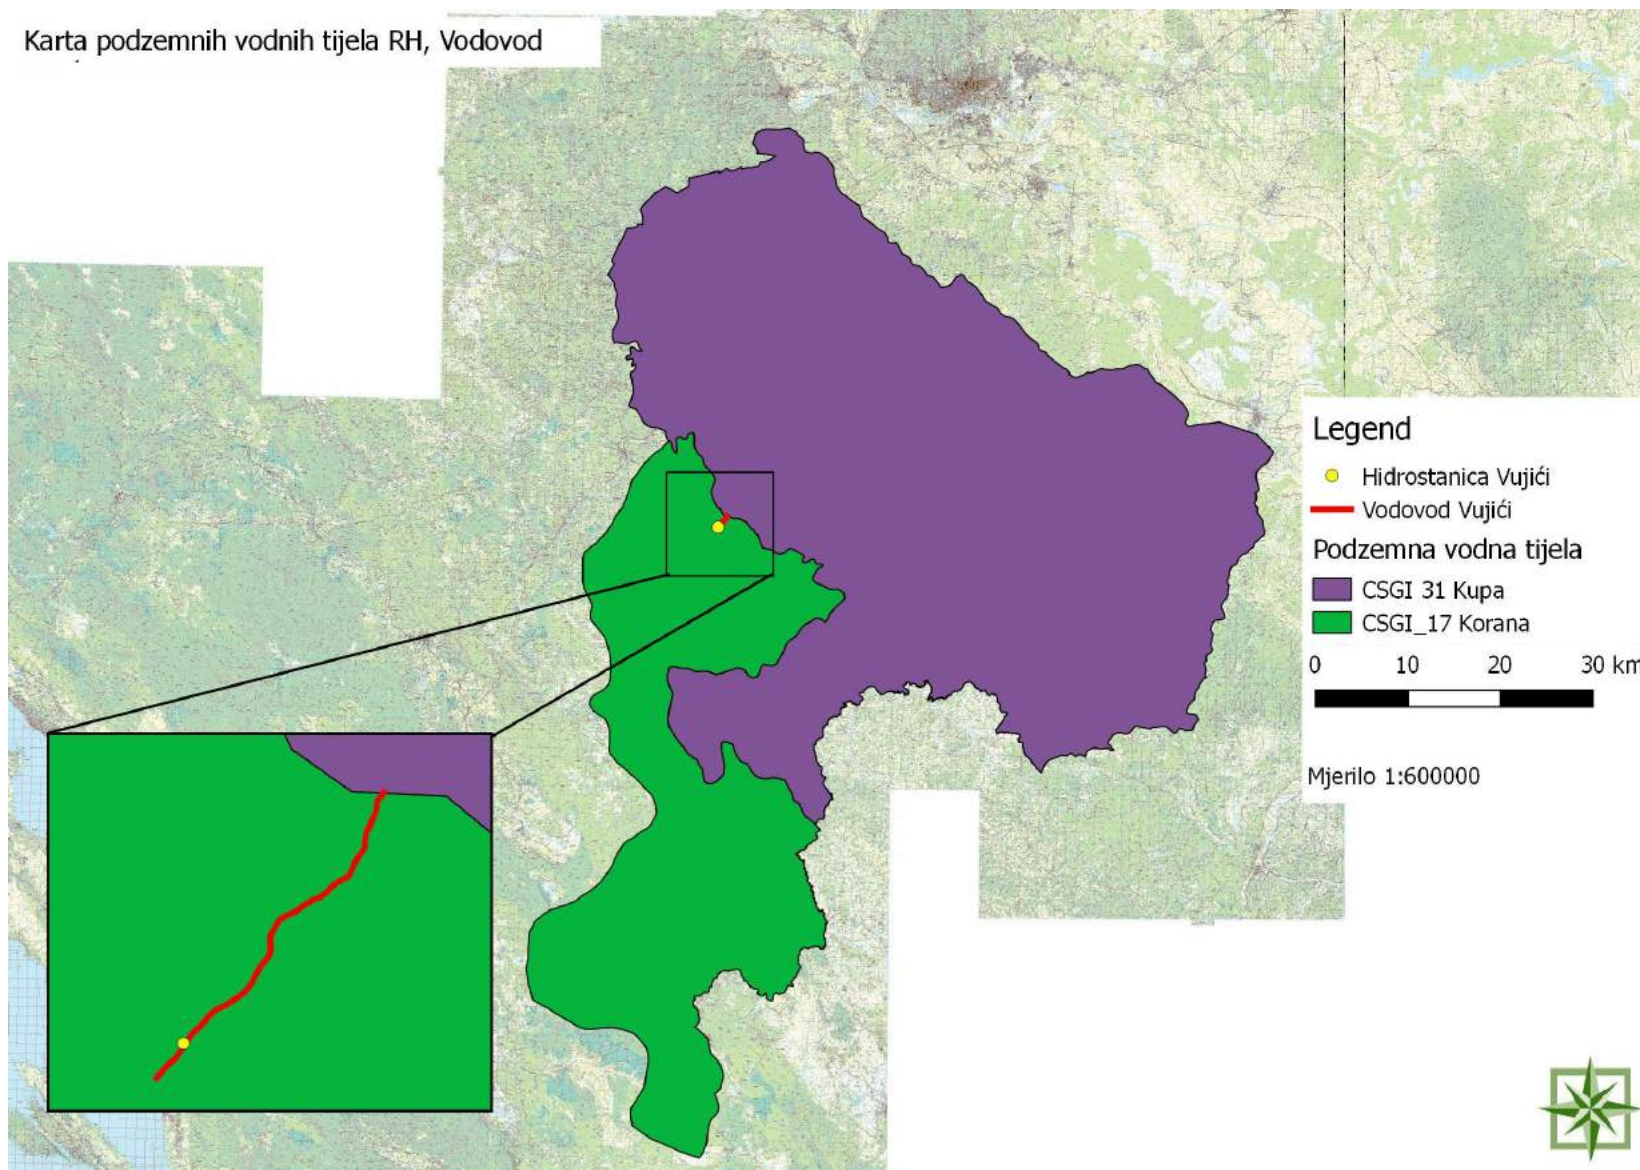 Karta podzemnih vodnih tijela RH, Vodovod
Legend
Hidrostanica Vujići
Vodovod Vujići
Podzemna vodna tijela
CSGI 31 Kupa
CSGI_17 Korana
0 10 20 30 km
Mjerilo 1:600000